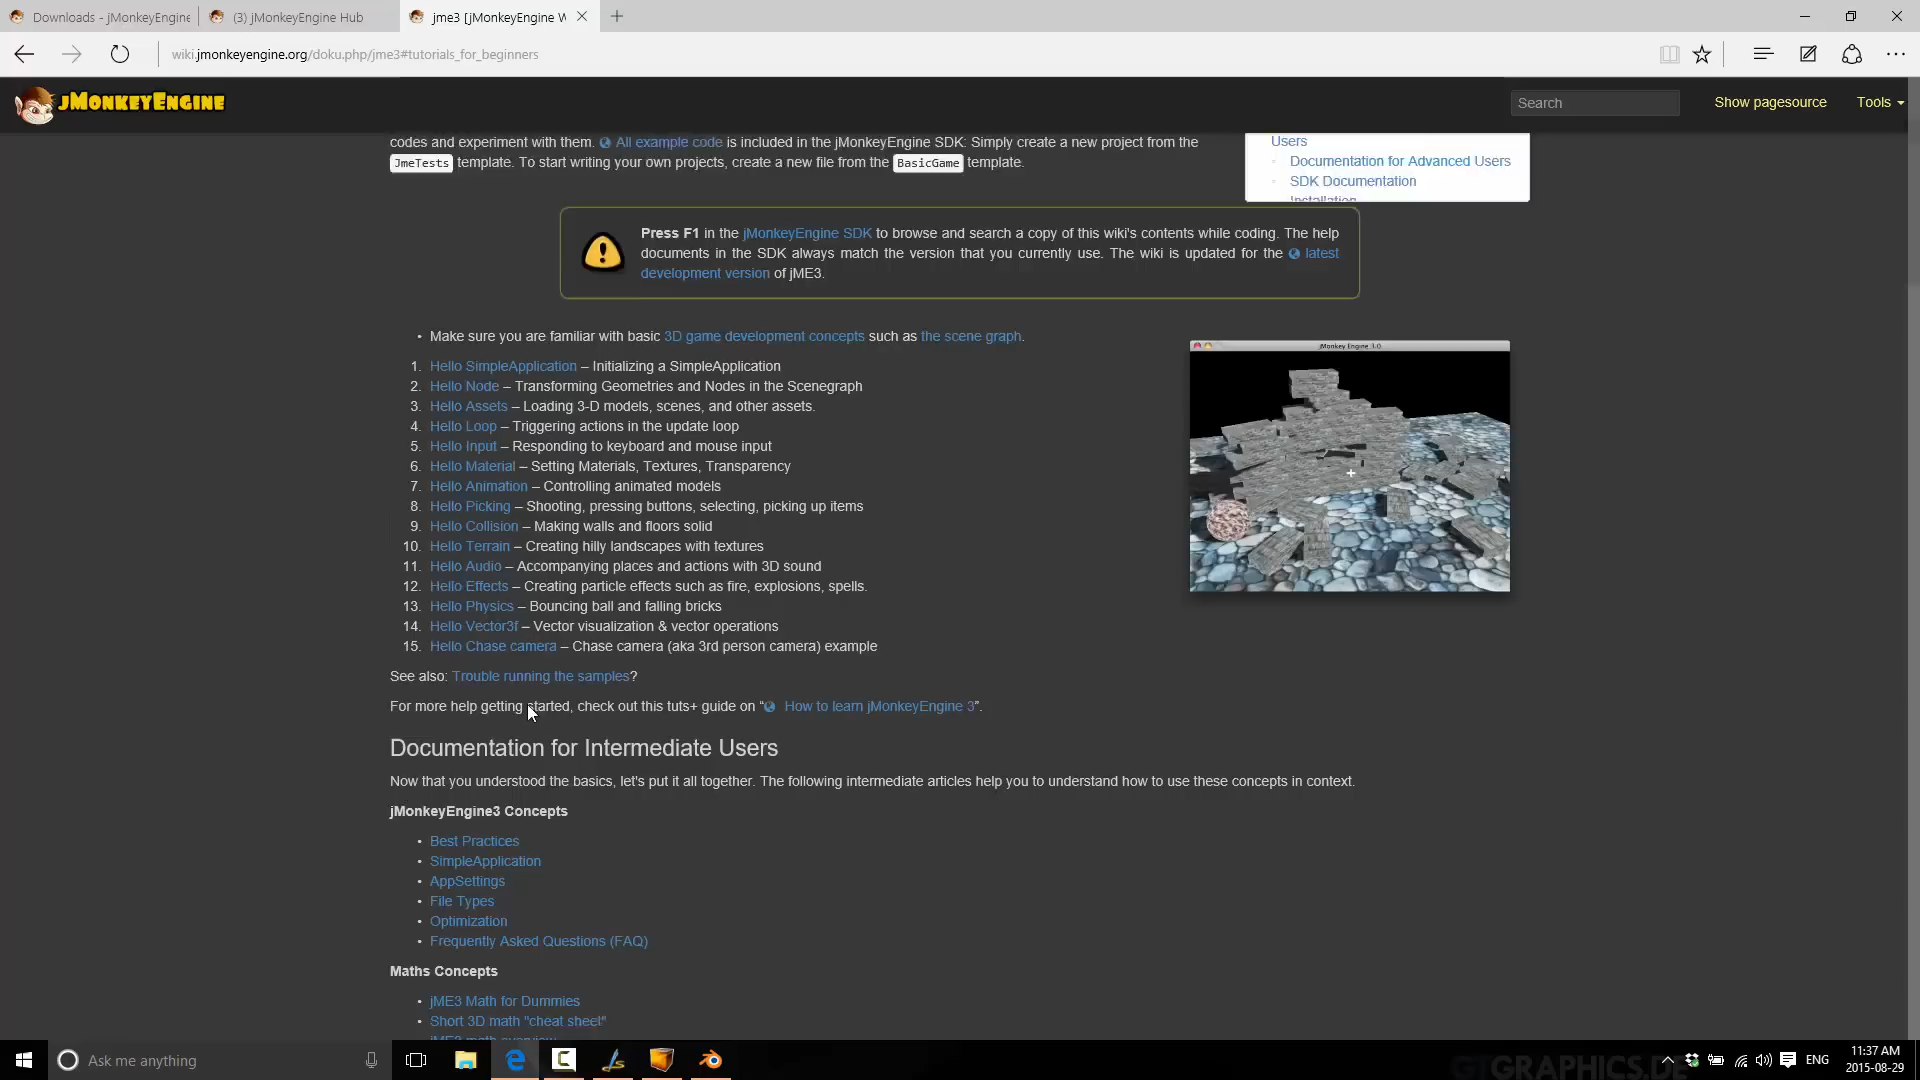 Downloads - jMonkeyEngine
(3) jMonkeyEngine Hub
jme3 [jMonkeyEngine W
wiki.jmonkeyengine.org/doku.php/jme3#tutorials_for_beginners
jMonkeyEngine
Search
Show pagesource
Tools
codes and experiment with them. All example code is included in the jMonkeyEngine SDK: Simply create a new project from the
JmeTests template. To start writing your own projects, create a new file from the BasicGame template.
Users
Documentation for Advanced Users
SDK Documentation
Installation
Press F1 in the jMonkeyEngine SDK to browse and search a copy of this wiki's contents while coding. The help
documents in the SDK always match the version that you currently use. The wiki is updated for the latest
development version of jME3.
• Make sure you are familiar with basic 3D game development concepts such as the scene graph.
1. Hello SimpleApplication – Initializing a SimpleApplication
2. Hello Node – Transforming Geometries and Nodes in the Scenegraph
3. Hello Assets – Loading 3-D models, scenes, and other assets.
4. Hello Loop – Triggering actions in the update loop
5. Hello Input – Responding to keyboard and mouse input
6. Hello Material – Setting Materials, Textures, Transparency
7. Hello Animation – Controlling animated models
8. Hello Picking – Shooting, pressing buttons, selecting, picking up items
9. Hello Collision – Making walls and floors solid
10. Hello Terrain – Creating hilly landscapes with textures
11. Hello Audio – Accompanying places and actions with 3D sound
12. Hello Effects – Creating particle effects such as fire, explosions, spells.
13. Hello Physics – Bouncing ball and falling bricks
14. Hello Vector3f – Vector visualization & vector operations
15. Hello Chase camera – Chase camera (aka 3rd person camera) example
jMonkey Engine 3.0
See also: Trouble running the samples?
For more help getting started, check out this tuts+ guide on “ How to learn jMonkeyEngine 3”.
Documentation for Intermediate Users
Now that you understood the basics, let's put it all together. The following intermediate articles help you to understand how to use these concepts in context.
jMonkeyEngine3 Concepts
• Best Practices
• SimpleApplication
• AppSettings
• File Types
• Optimization
• Frequently Asked Questions (FAQ)
Maths Concepts
• jME3 Math for Dummies
• Short 3D math "cheat sheet"
jME3 math overview
Ask me anything
ENG
11:37 AM
2015-08-29
GTGRAPHICS.DE